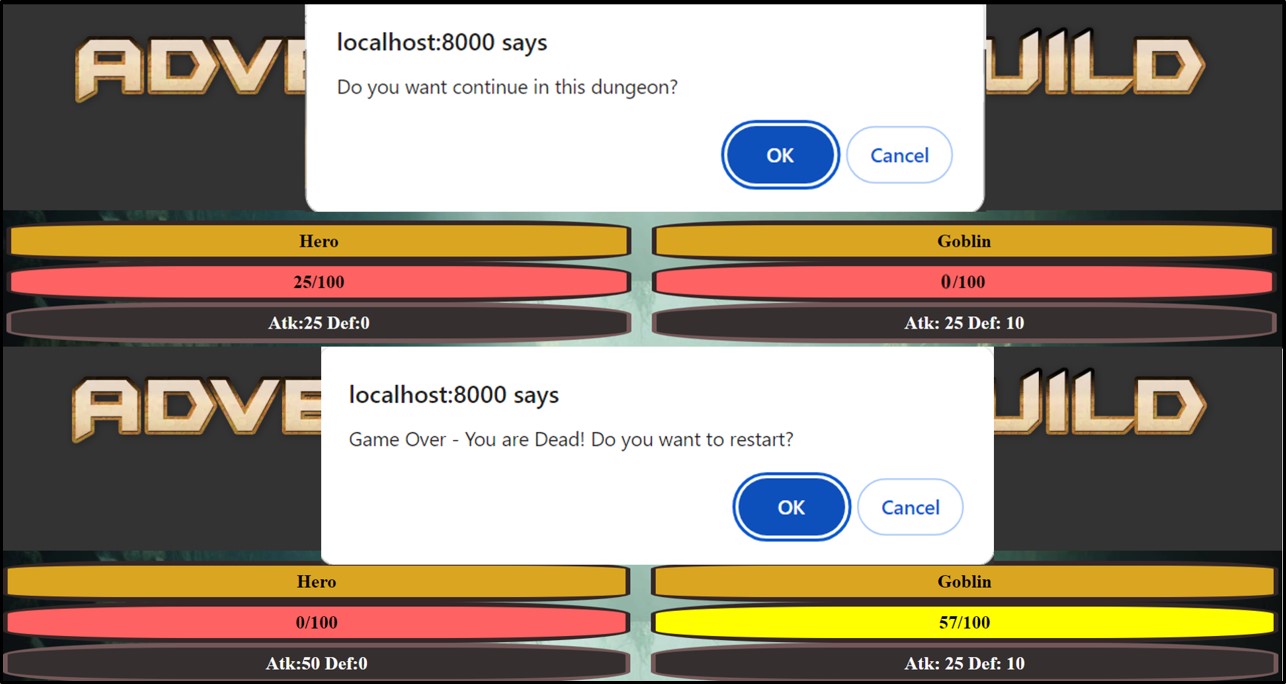 ADVE UILD
localhost:8000 says
Do you want continue in this dungeon?
OK Cancel
Hero Goblin
25/100 0/100
Atk:25 Def:0 Atk: 25 Def: 10
ADVE UILD
localhost:8000 says
Game Over - You are Dead! Do you want to restart?
OK Cancel
Hero Goblin
0/100 57/100
Atk:50 Def:0 Atk: 25 Def: 10